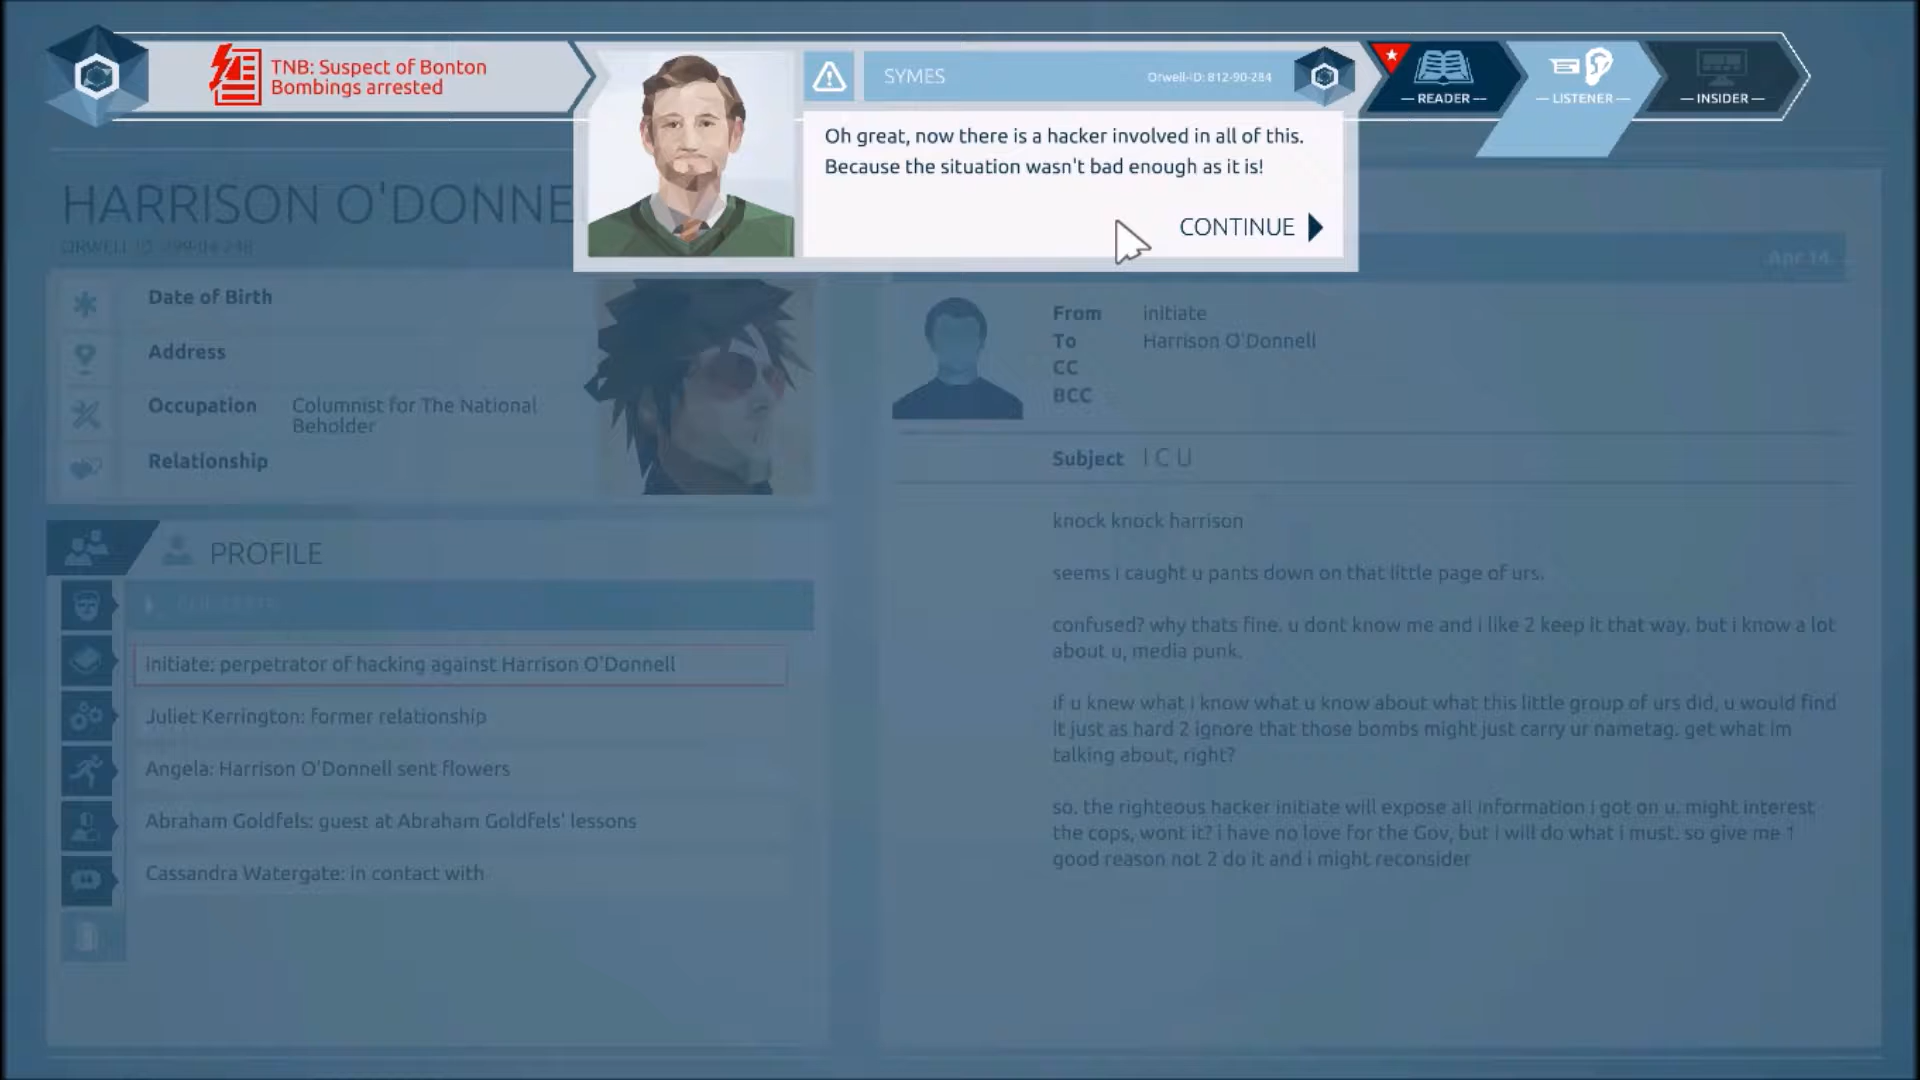 TNB: Suspect of Bonton
Bombings arrested
SYMES
Orwell-ID: 812-90-284
Oh great, now there is a hacker involved in all of this.
Because the situation wasn't bad enough as it is!
CONTINUE
READER
LISTENER
INSIDER
HARRISON O'DONNE
Date of Birth
Address
Occupation Columnist for The National
Beholder
Relationship
PROFILE
initiate: perpetrator of hacking against Harrison O'Donnell
Juliet Kerrington: former relationship
Angela: Harrison O'Donnell sent flowers
Abraham Goldfels: guest at Abraham Goldfels' lessons
Cassandra Watergate: in contact with
Apr 14
From initiate
To Harrison O'Donnell
CC
BCC
Subject I C U
knock knock harrison
seems i caught u pants down on that little page of urs.
confused? why thats fine. u dont know me and i like 2 keep it that way. but i know a lot
about u, media punk.
if u knew what i know what u know about what this little group of urs did, u would find
it just as hard 2 ignore that those bombs might just carry ur nametag. get what im
talking about, right?
so. the righteous hacker initiate will expose all information i got on u. might interest
the cops, wont it? i have no love for the Gov, but i will do what i must. so give me 1
good reason not 2 do it and i might reconsider